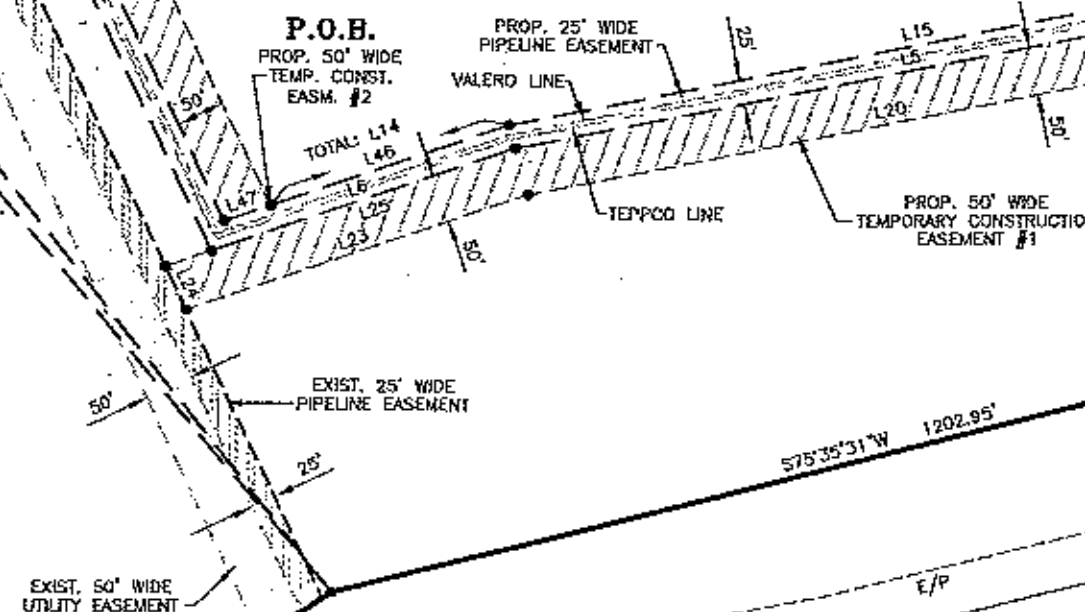 P.O.B.
PROP. 50' WIDE
TEMP. CONST.
EASM. #2
PROP. 25' WIDE
PIPELINE EASEMENT
VALERO LINE
25'
L15
L5
L20
50'
50'
TOTAL: L14
L46
L6
L25
L23
L47
L24
50'
TEPPCO LINE
PROP. 50' WIDE
TEMPORARY CONSTRUCTIO
EASEMENT #1
EXIST. 25' WIDE
PIPELINE EASEMENT
50'
25'
S75°35'31"W 1202.95'
EXIST. 50' WIDE
UTILITY EASEMENT
E/P